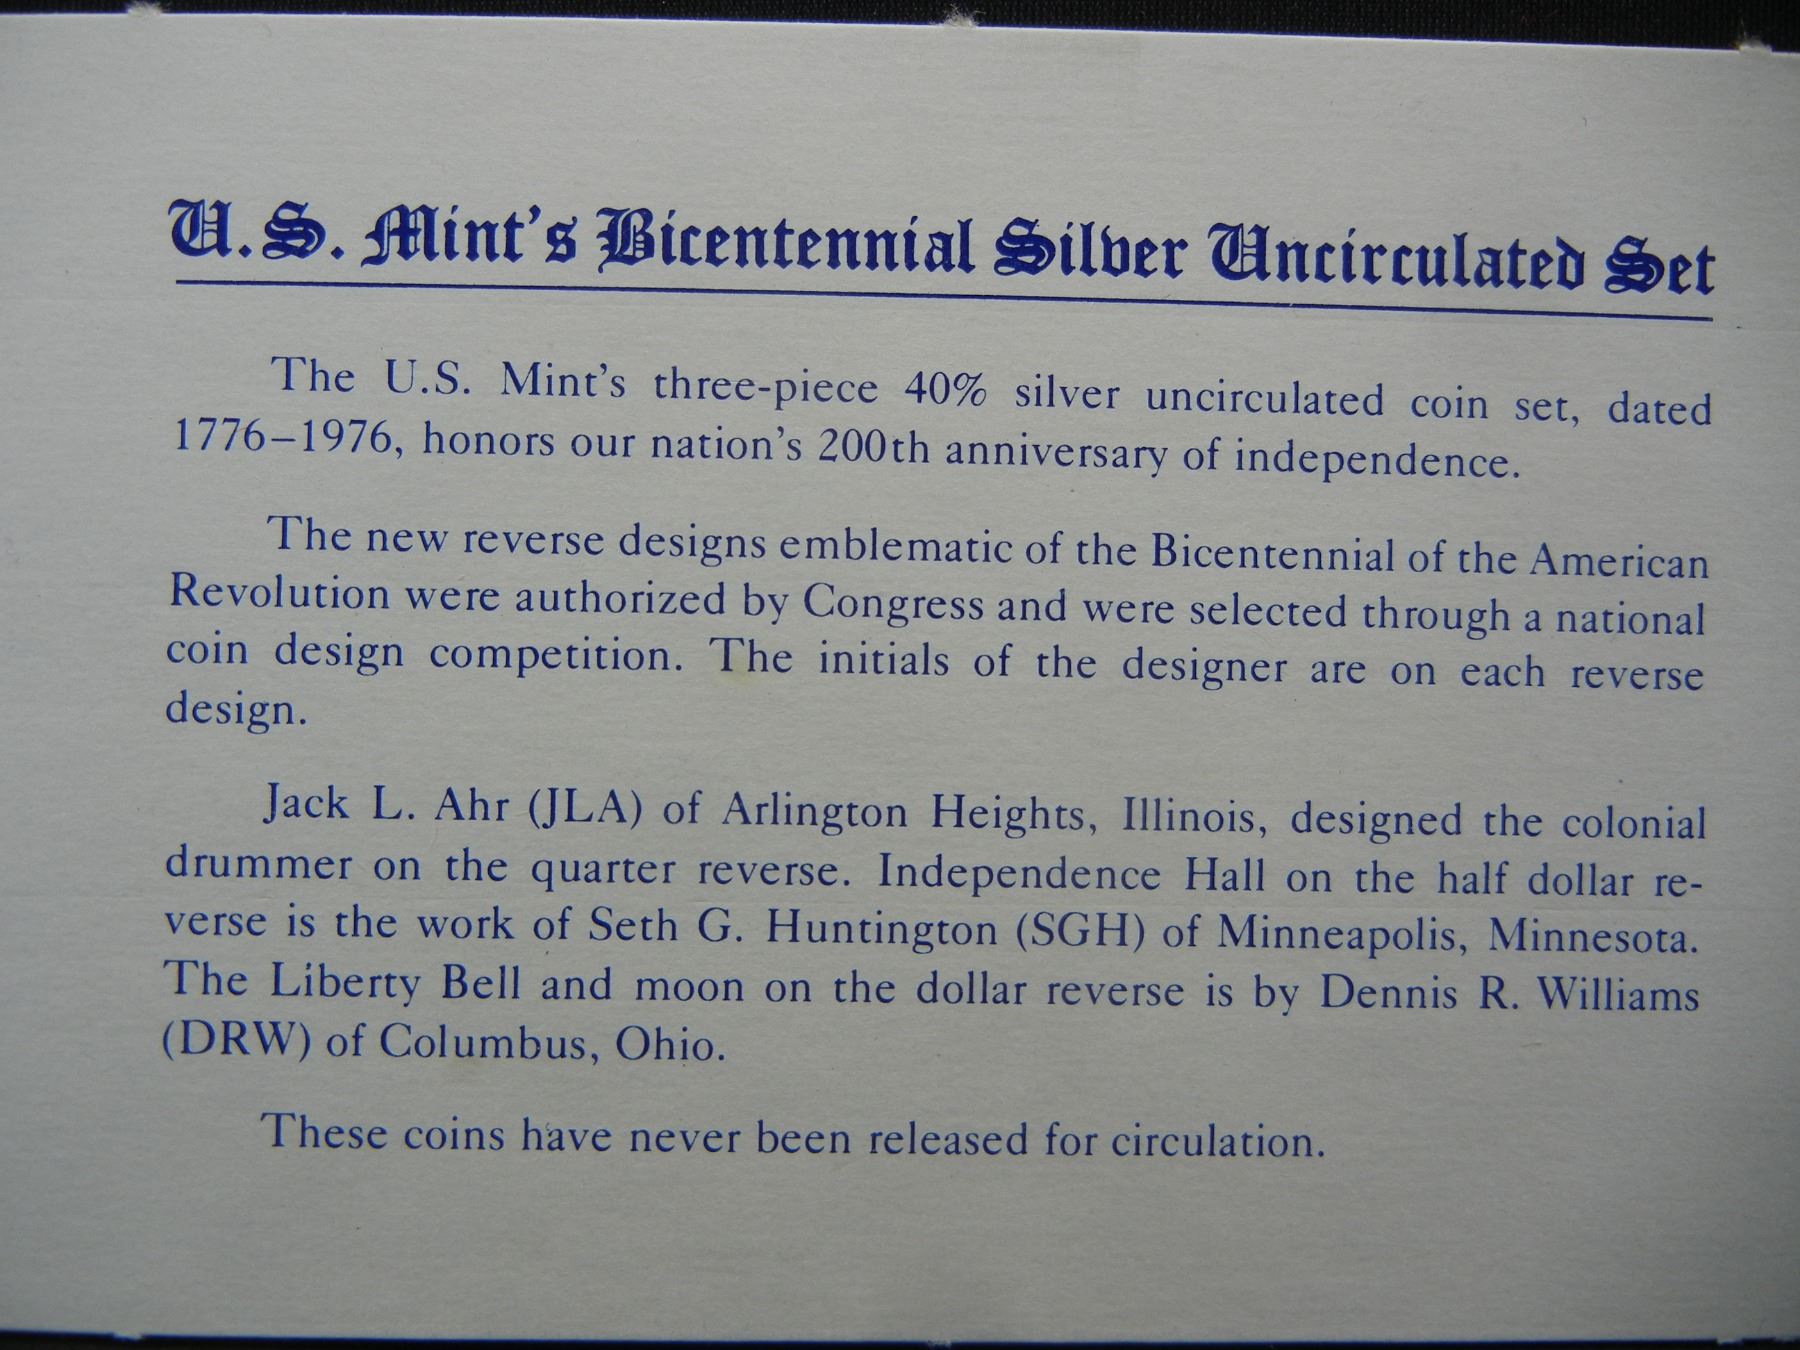 U.S. Mint's Bicentennial Silver Uncirculated Set
The U.S. Mint's three-piece 40% silver uncirculated coin set, dated
1776–1976, honors our nation's 200th anniversary of independence.
The new reverse designs emblematic of the Bicentennial of the American
Revolution were authorized by Congress and were selected through a national
coin design competition. The initials of the designer are on each reverse
design.
Jack L. Ahr (JLA) of Arlington Heights, Illinois, designed the colonial
drummer on the quarter reverse. Independence Hall on the half dollar re-
verse is the work of Seth G. Huntington (SGH) of Minneapolis, Minnesota.
The Liberty Bell and moon on the dollar reverse is by Dennis R. Williams
(DRW) of Columbus, Ohio.
These coins have never been released for circulation.